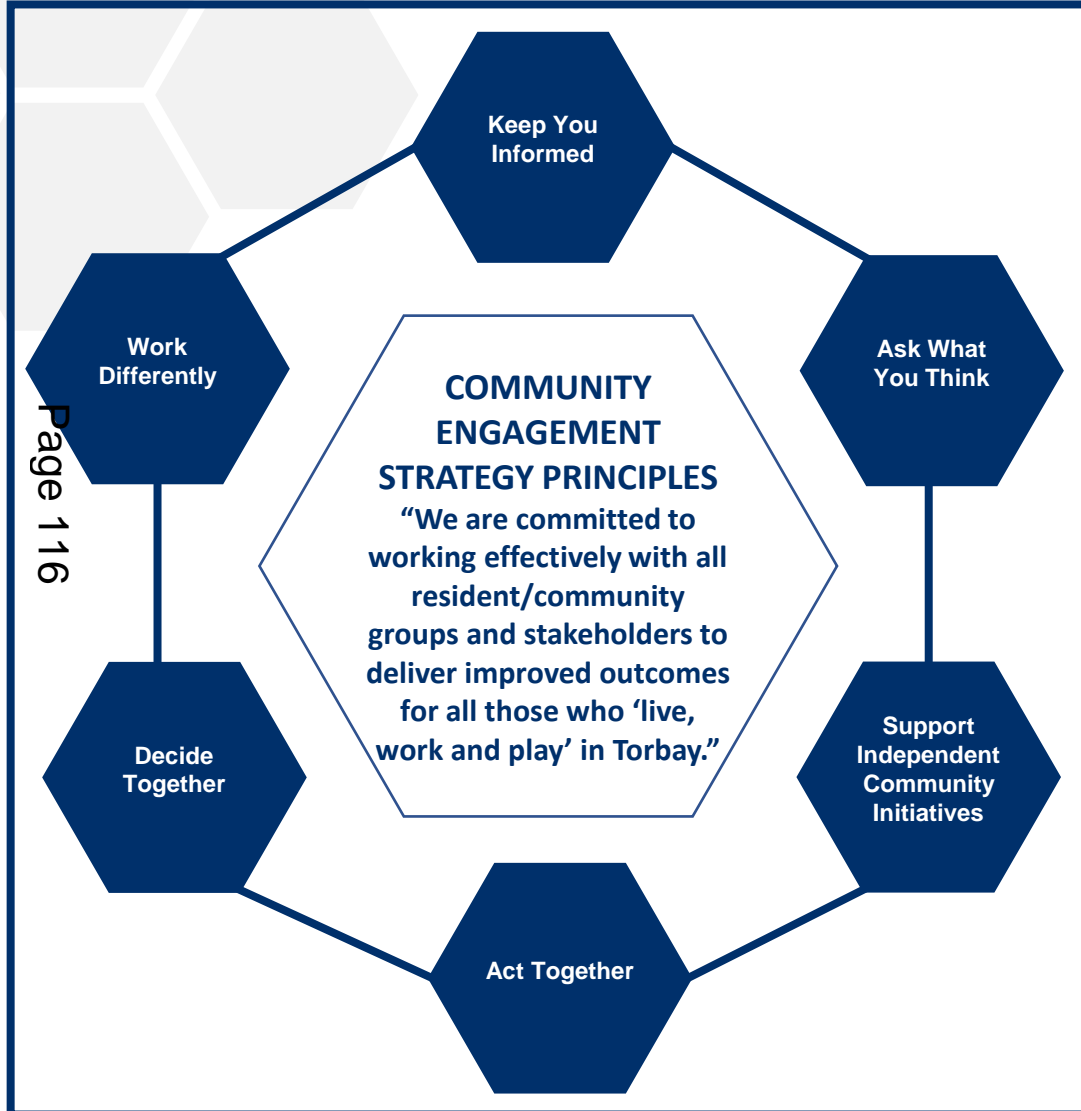 Keep You
Informed
Work
Differently
Ask What
You Think
COMMUNITY
ENGAGEMENT
STRATEGY PRINCIPLES
“We are committed to
working effectively with all
resident/community
groups and stakeholders to
deliver improved outcomes
for all those who ‘live,
work and play’ in Torbay.”
Decide
Together
Support
Independent
Community
Initiatives
Act Together
Page 116